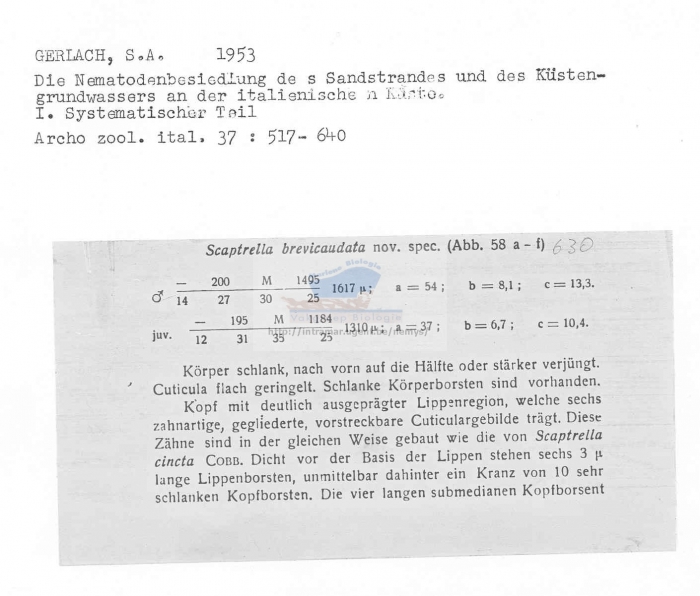 GERLACH, S.A. 1953
Die Nematodenbesiedlung de s Sandstrandes und des Küsten-
grundwassers an der italienische n Küste.
I. Systematischer Teil
Archo zool. ital. 37 : 517- 640
Scaptrella brevicaudata nov. spec. (Abb. 58 a - f) 630
— 200 M 1495
♂ 1617 µ; a = 54 ; b = 8,1 ; c = 13,3.
14 27 30 25
— 195 M 1184
juv. 1310 µ; a = 37 ; b = 6,7 ; c = 10,4.
12 31 35 25
http://intramar.ugent.be/nemys/
Körper schlank, nach vorn auf die Hälfte oder stärker verjüngt.
Cuticula flach geringelt. Schlanke Körperborsten sind vorhanden.
Kopf mit deutlich ausgeprägter Lippenregion, welche sechs
zahnartige, gegliederte, vorstreckbare Cuticulargebilde trägt. Diese
Zähne sind in der gleichen Weise gebaut wie die von Scaptrella
cincta COBB. Dicht vor der Basis der Lippen stehen sechs 3 µ
lange Lippenborsten, unmittelbar dahinter ein Kranz von 10 sehr
schlanken Kopfborsten. Die vier langen submedianen Kopfborsent